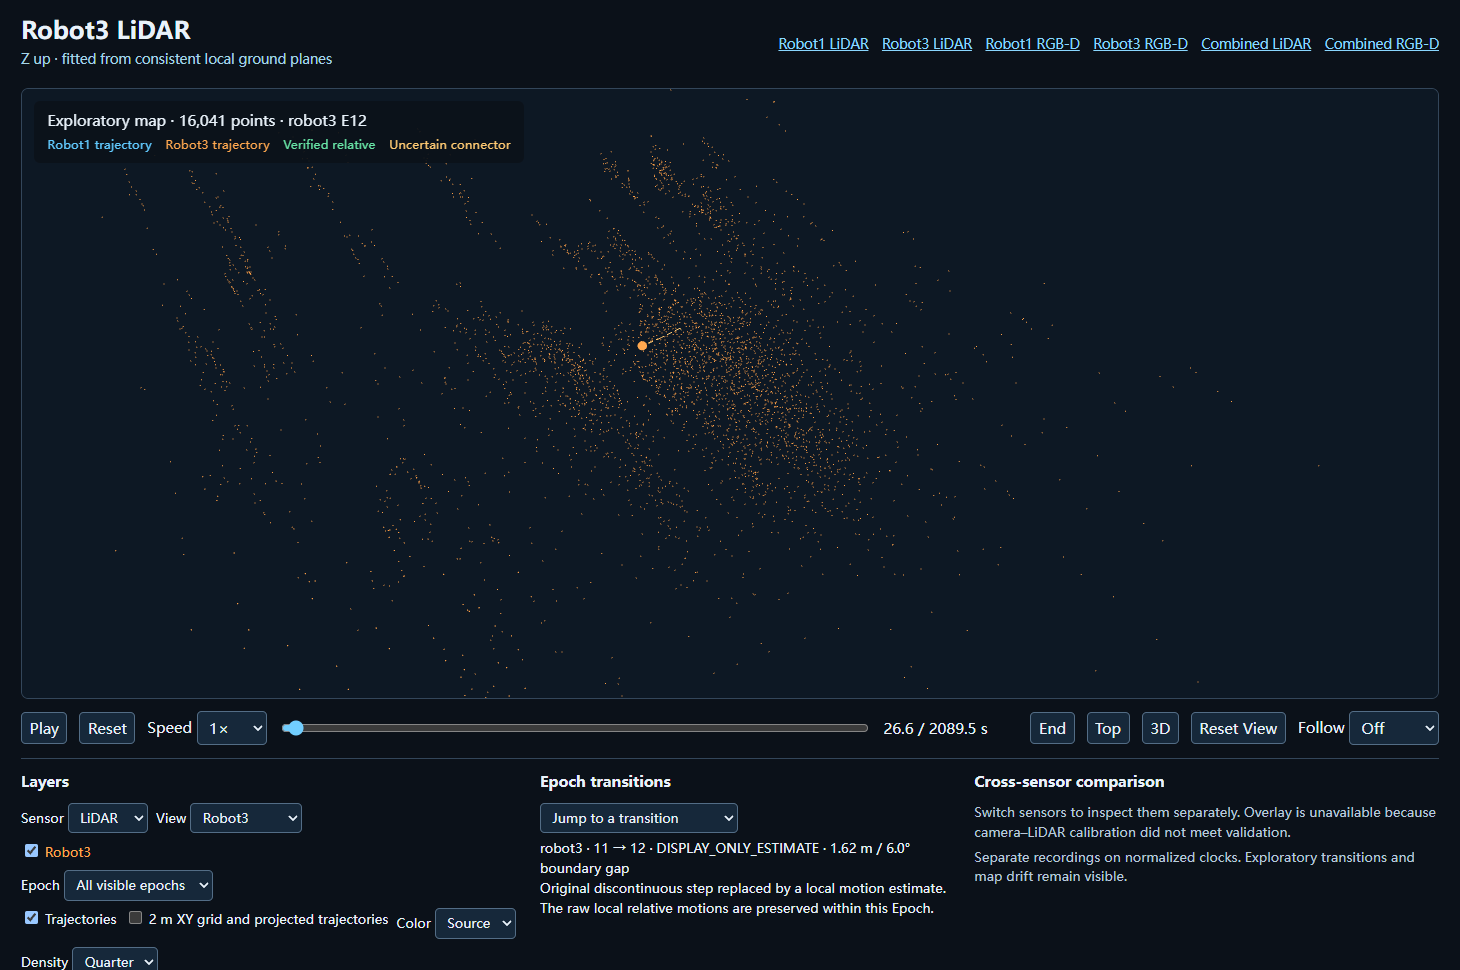 Robot3 LiDAR
Z up · fitted from consistent local ground planes
Robot1 LiDAR Robot3 LiDAR Robot1 RGB-D Robot3 RGB-D Combined LiDAR Combined RGB-D
Exploratory map · 16,041 points · robot3 E12
Robot1 trajectory Robot3 trajectory Verified relative Uncertain connector
Play Reset Speed 1× 26.6 / 2089.5 s End Top 3D Reset View Follow Off
Layers
Sensor LiDAR View Robot3
Robot3
Epoch All visible epochs
Trajectories 2 m XY grid and projected trajectories Color Source
Density Quarter
Epoch transitions
Jump to a transition
robot3 · 11 → 12 · DISPLAY_ONLY_ESTIMATE · 1.62 m / 6.0°
boundary gap
Original discontinuous step replaced by a local motion estimate.
The raw local relative motions are preserved within this Epoch.
Cross-sensor comparison
Switch sensors to inspect them separately. Overlay is unavailable because
camera–LiDAR calibration did not meet validation.
Separate recordings on normalized clocks. Exploratory transitions and
map drift remain visible.